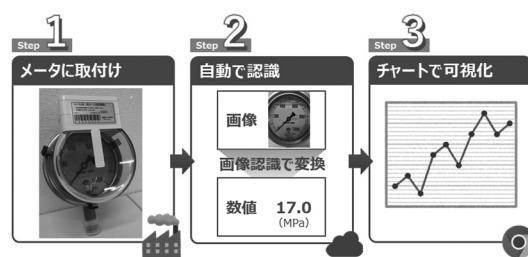 Step 1
メータに取付け
Step 2
自動で認識
画像
画像認識で変換
数値 17.0
(MPa)
Step 3
チャートで可視化